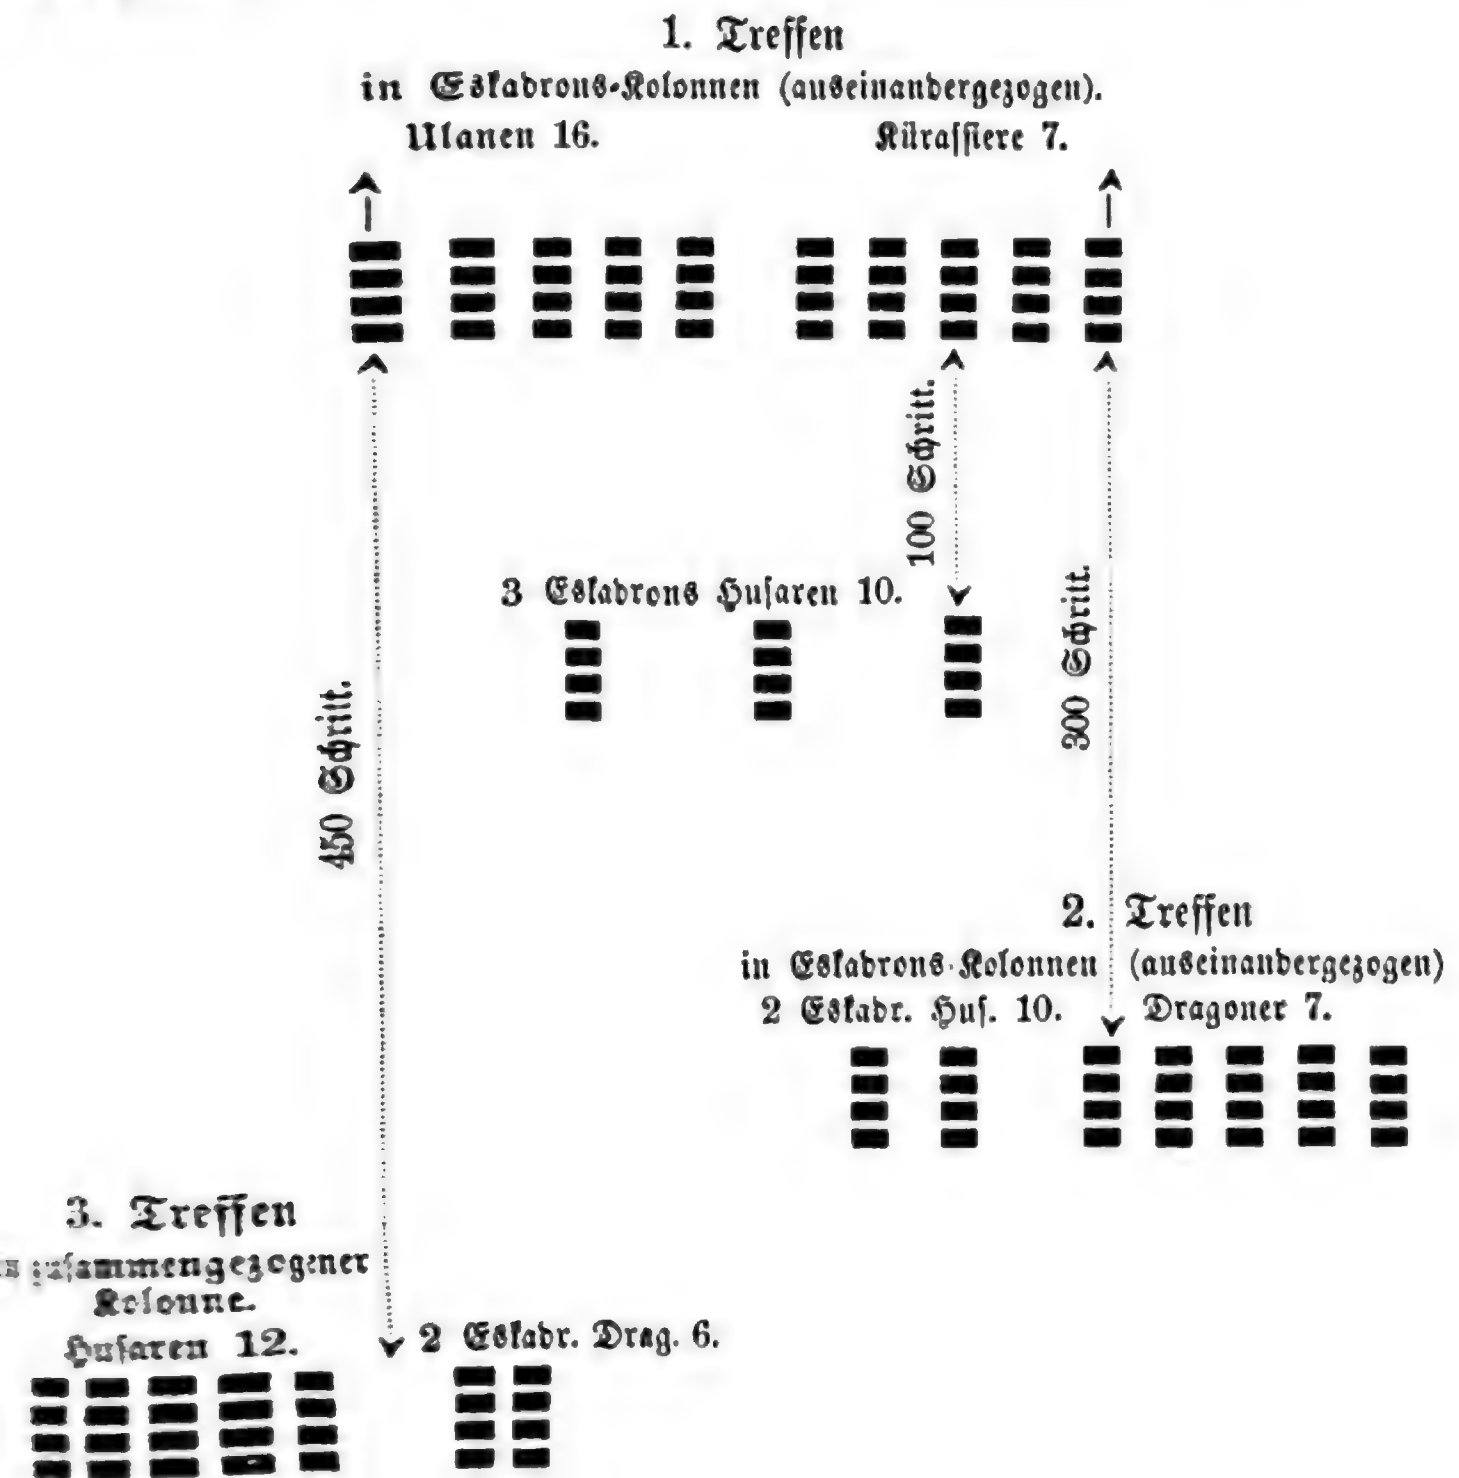 1. Treffen
in Eskadrons-Kolonnen (auseinandergezogen).
Ulanen 16. Kürassiere 7.
100 Schritt.
3 Eskadrons Husaren 10.
300 Schritt.
450 Schritt.
2. Treffen
in Eskadrons-Kolonnen (auseinandergezogen)
2 Eskadr. Hus. 10. Dragoner 7.
3. Treffen
zusammengezogener
Kolonne.
Husaren 12.
2 Eskadr. Drag. 6.